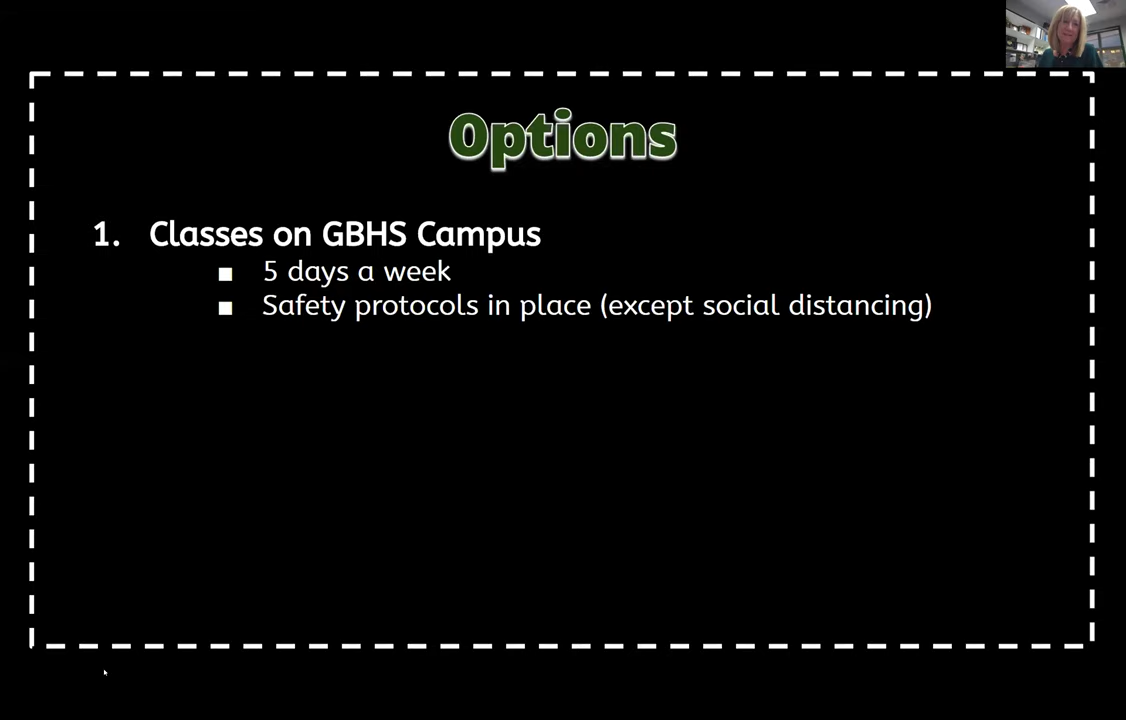 Options
1. Classes on GBHS Campus
■ 5 days a week
■ Safety protocols in place (except social distancing)